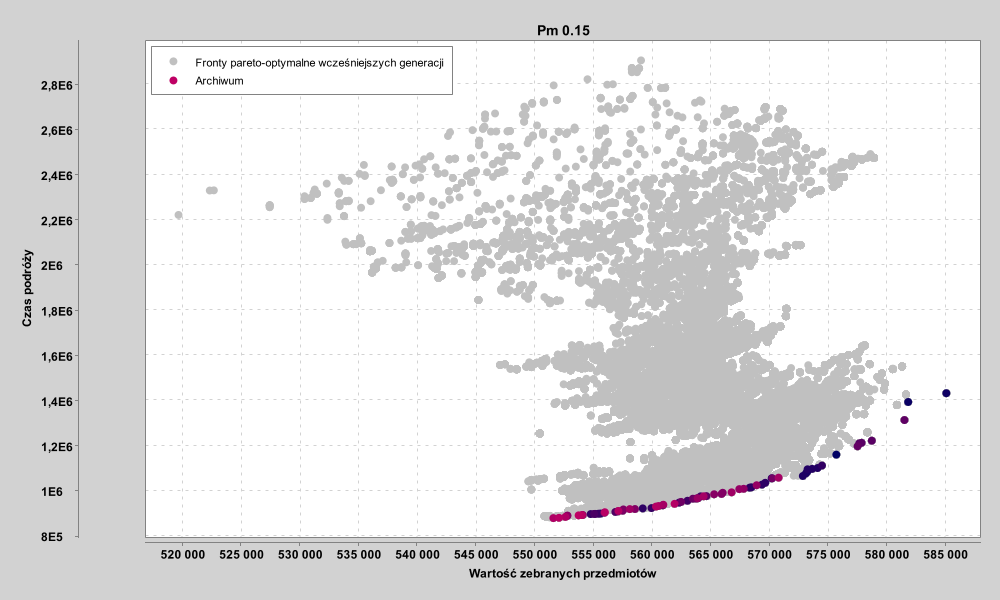 Pm 0.15
Fronty pareto-optymalne wcześniejszych generacji
Archiwum
2,8E6
2,6E6
2,4E6
2,2E6
2E6
1,8E6
1,6E6
1,4E6
1,2E6
1E6
8E5
Czas podróży
520 000 525 000 530 000 535 000 540 000 545 000 550 000 555 000 560 000 565 000 570 000 575 000 580 000 585 000
Wartość zebranych przedmiotów